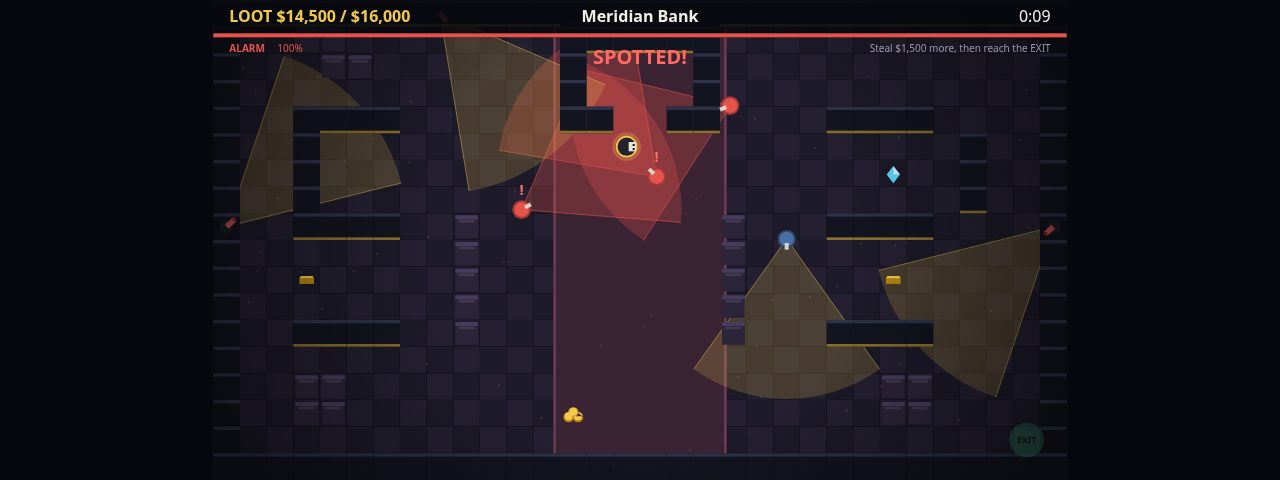 LOOT $14,500 / $16,000
Meridian Bank
0:09
ALARM 100%
Steal $1,500 more, then reach the EXIT
SPOTTED!
!
!
EXIT